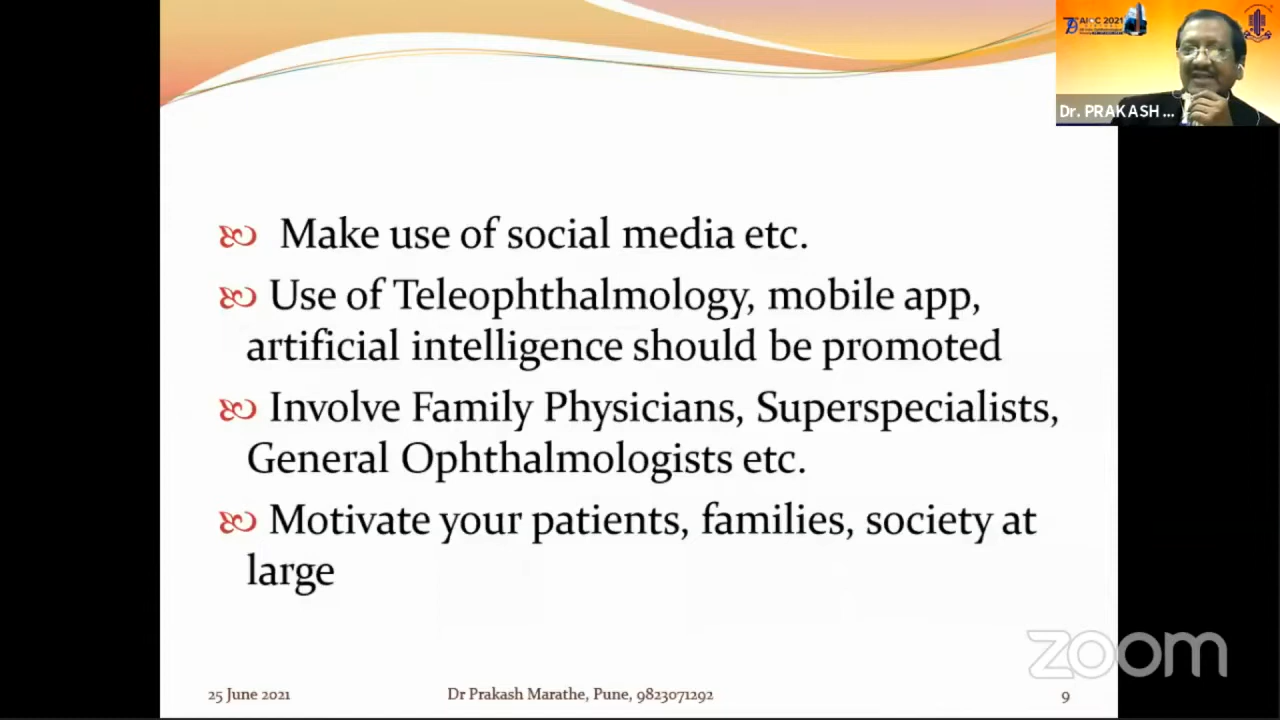 AIOC 2021
Dr. PRAKASH ...
Make use of social media etc.
Use of Teleophthalmology, mobile app,
artificial intelligence should be promoted
Involve Family Physicians, Superspecialists,
General Ophthalmologists etc.
Motivate your patients, families, society at
large
zoom
25 June 2021
Dr Prakash Marathe, Pune, 9823071292
9